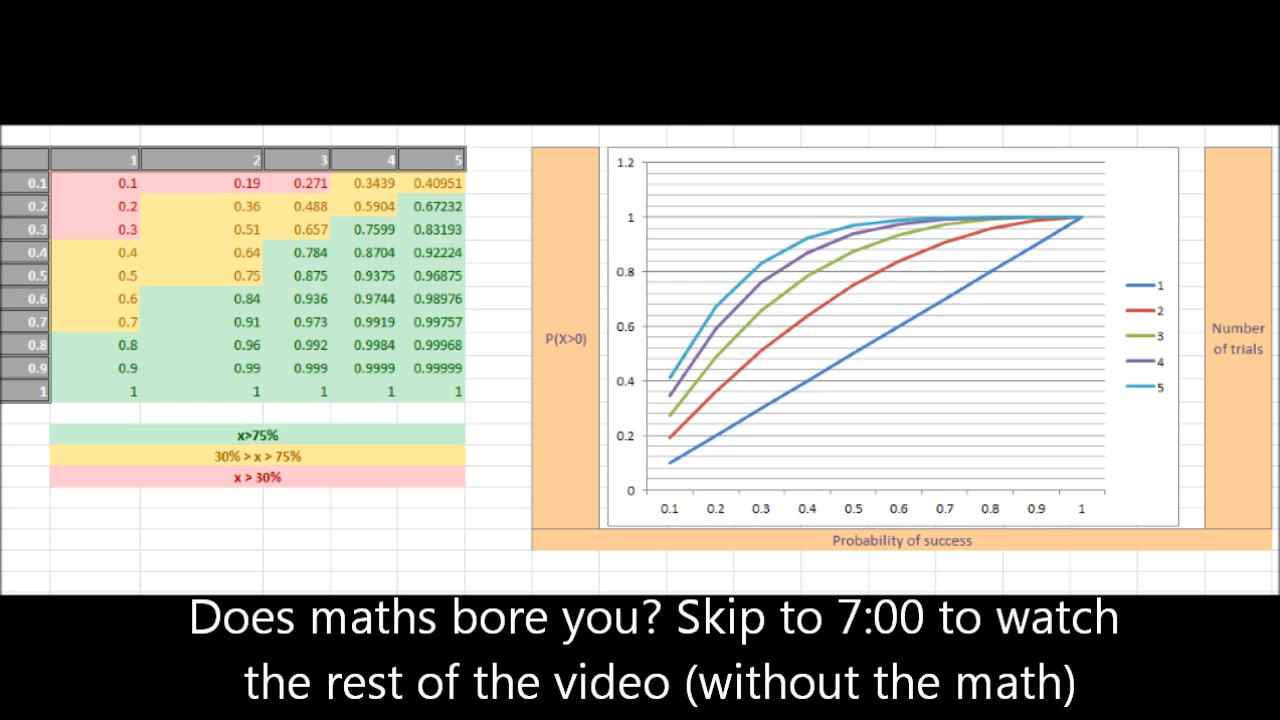 1 2 3 4 5
0.1 0.1 0.19 0.271 0.3439 0.40951
0.2 0.2 0.36 0.488 0.5904 0.67232
0.3 0.3 0.51 0.657 0.7599 0.83193
0.4 0.4 0.64 0.784 0.8704 0.92224
0.5 0.5 0.75 0.875 0.9375 0.96875
0.6 0.6 0.84 0.936 0.9744 0.98976
0.7 0.7 0.91 0.973 0.9919 0.99757
0.8 0.8 0.96 0.992 0.9984 0.99968
0.9 0.9 0.99 0.999 0.9999 0.99999
1 1 1 1 1 1
x>75%
30% > x > 75%
x > 30%
P(X>0)
1.2
1
0.8
0.6
0.4
0.2
0
0.1 0.2 0.3 0.4 0.5 0.6 0.7 0.8 0.9 1
1
2
3
4
5
Number
of trials
Probability of success
Does maths bore you? Skip to 7:00 to watch
the rest of the video (without the math)